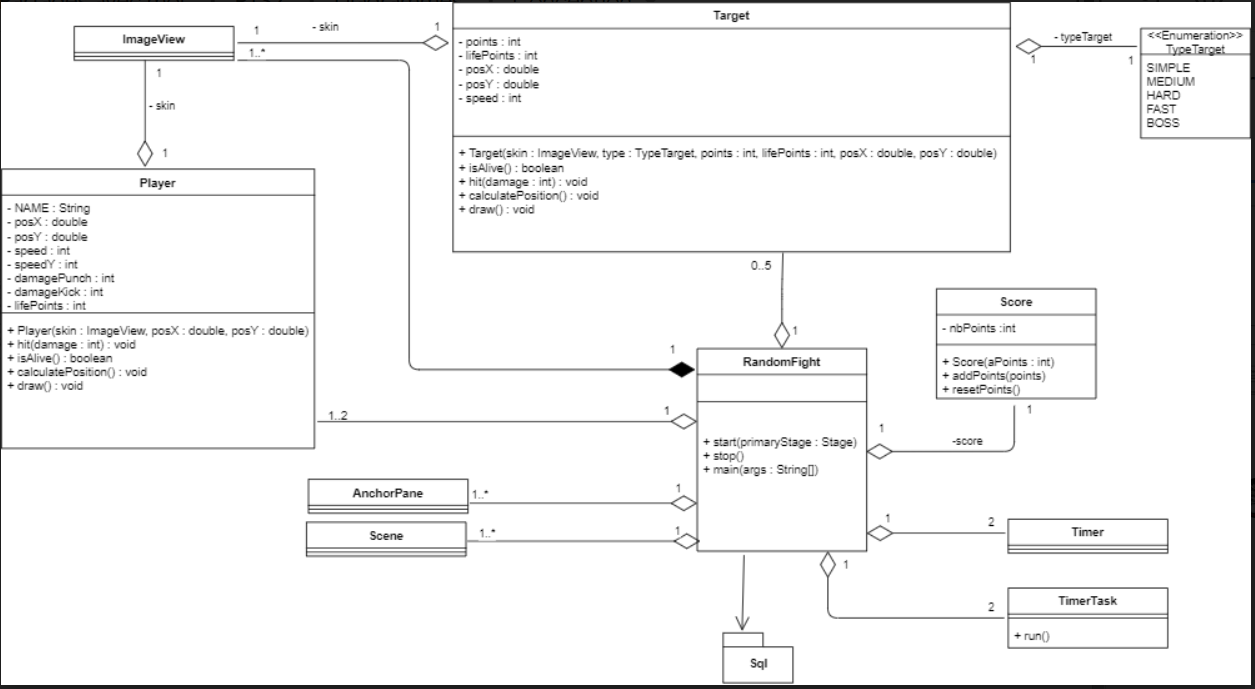 ImageView
1
- skin
1
1..*
1
- skin
1
Target
- points : int
- lifePoints : int
- posX : double
- posY : double
- speed : int
+ Target(skin : ImageView, type : TypeTarget, points : int, lifePoints : int, posX : double, posY : double)
+ isAlive() : boolean
+ hit(damage : int) : void
+ calculatePosition() : void
+ draw() : void
- typeTarget
1
1
<<Enumeration>>
TypeTarget
SIMPLE
MEDIUM
HARD
FAST
BOSS
Player
- NAME : String
- posX : double
- posY : double
- speed : int
- speedY : int
- damagePunch : int
- damageKick : int
- lifePoints : int
+ Player(skin : ImageView, posX : double, posY : double)
+ hit(damage : int) : void
+ isAlive() : boolean
+ calculatePosition() : void
+ draw() : void
0..5
1
1
RandomFight
+ start(primaryStage : Stage)
+ stop()
+ main(args : String[])
Score
- nbPoints :int
+ Score(aPoints : int)
+ addPoints(points)
+ resetPoints()
1
1
-score
1..2
1
AnchorPane
1..*
1
Scene
1..*
1
1
2
Timer
1
2
TimerTask
+ run()
Sql